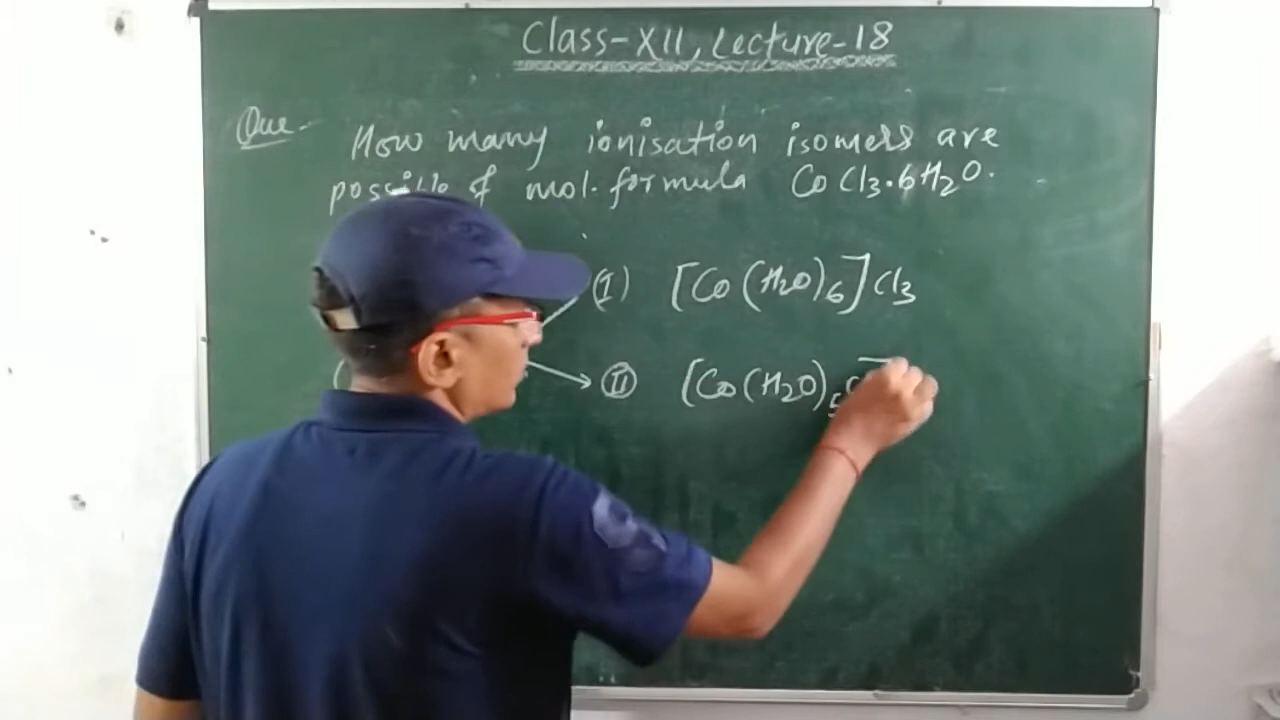 Class-XII, Lecture-18
Que- How many ionisation isomers are
of mol. formula CoCl3.6H2O.
(I) [Co(H2O)6]Cl3
(II) [Co(H2O)5